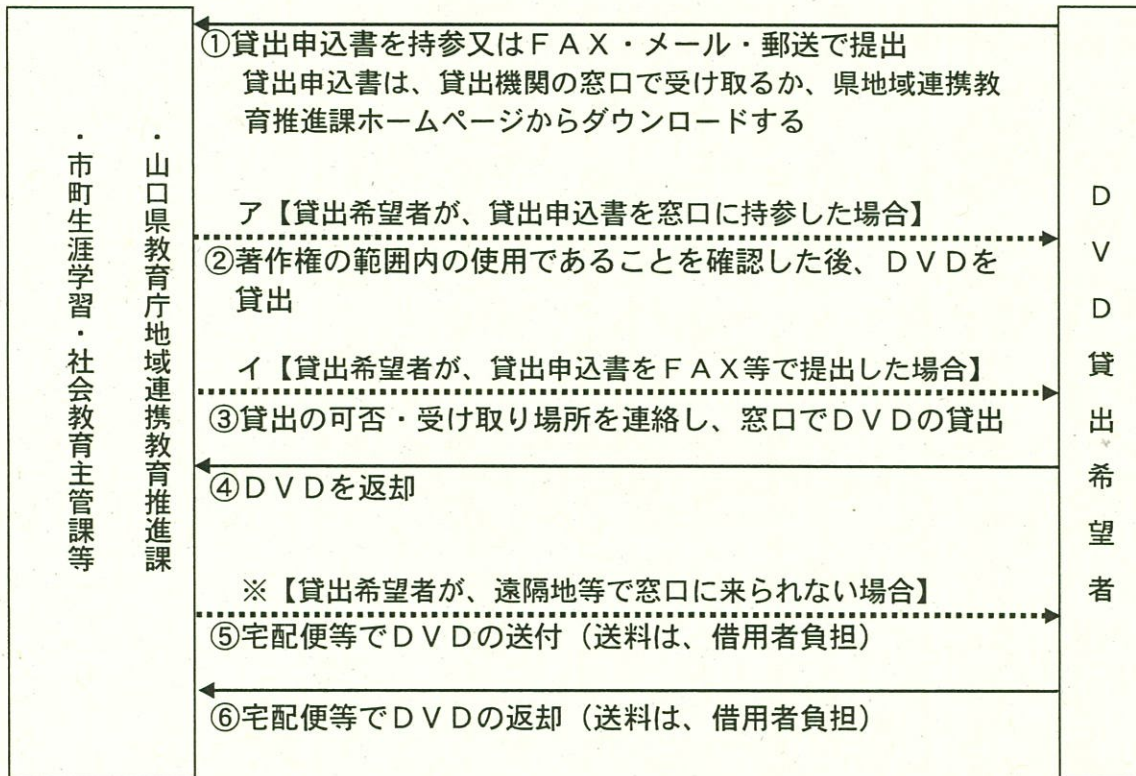 ①貸出申込書を持参又はＦＡＸ・メール・郵送で提出
貸出申込書は、貸出機関の窓口で受け取るか、県地域連携教
育推進課ホームページからダウンロードする
・山口県教育庁地域連携教育推進課
・市町生涯学習・社会教育主管課等
ＤＶＤ貸出希望者
ア【貸出希望者が、貸出申込書を窓口に持参した場合】
②著作権の範囲内の使用であることを確認した後、ＤＶＤを
貸出
イ【貸出希望者が、貸出申込書をＦＡＸ等で提出した場合】
③貸出の可否・受け取り場所を連絡し、窓口でＤＶＤの貸出
④ＤＶＤを返却
※【貸出希望者が、遠隔地等で窓口に来られない場合】
⑤宅配便等でＤＶＤの送付（送料は、借用者負担）
⑥宅配便等でＤＶＤの返却（送料は、借用者負担）